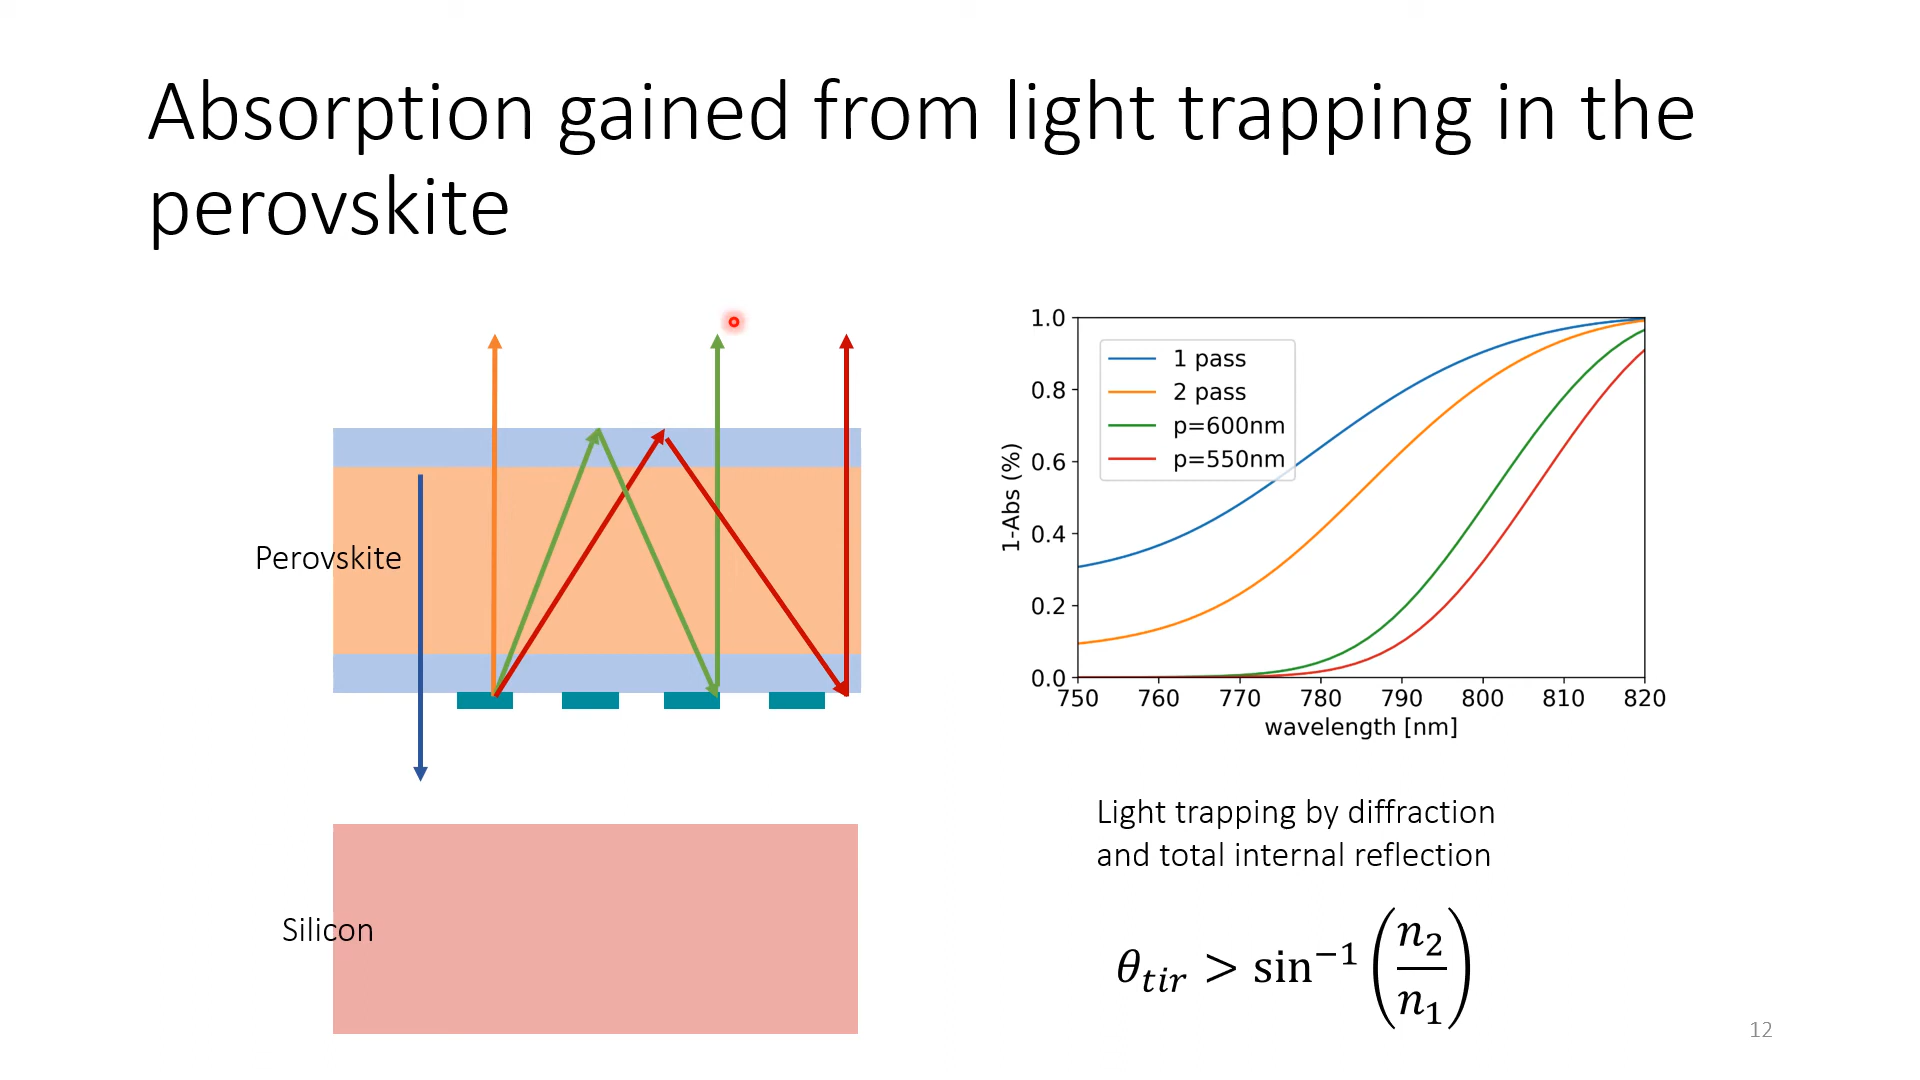 Absorption gained from light trapping in the
perovskite
Perovskite
Silicon
1-Abs (%)
1.0
0.8
0.6
0.4
0.2
0.0
1 pass
2 pass
p=600nm
p=550nm
750 760 770 780 790 800 810 820
wavelength [nm]
Light trapping by diffraction
and total internal reflection
θ_tir > sin⁻¹(n₂/n₁)
12